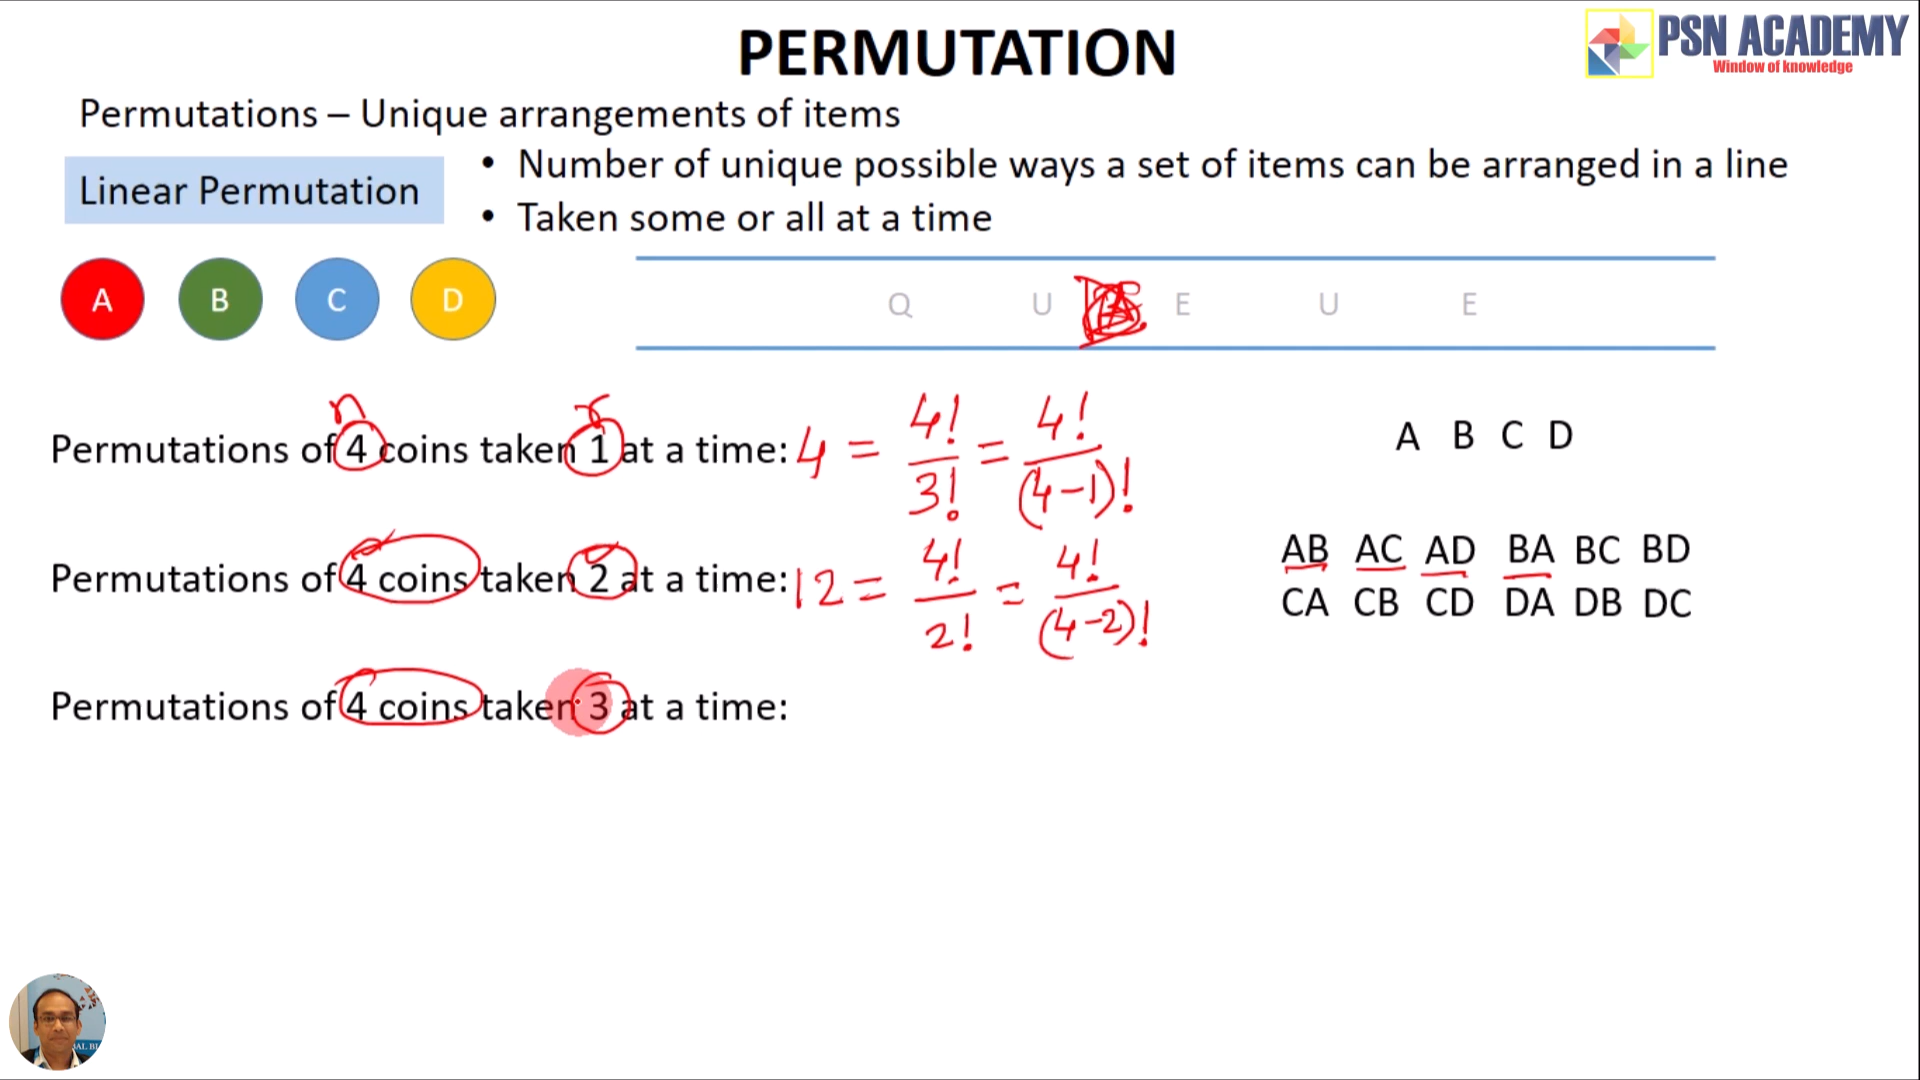 PERMUTATION
PSN ACADEMY
Window of knowledge
Permutations – Unique arrangements of items
Linear Permutation
• Number of unique possible ways a set of items can be arranged in a line
• Taken some or all at a time
A B C D
Q U E U E
n r
Permutations of 4 coins taken 1 at a time: 4 = 4!/3! = 4!/(4-1)!
A B C D
Permutations of 4 coins taken 2 at a time: 12 = 4!/2! = 4!/(4-2)!
AB AC AD BA BC BD
CA CB CD DA DB DC
Permutations of 4 coins taken 3 at a time: